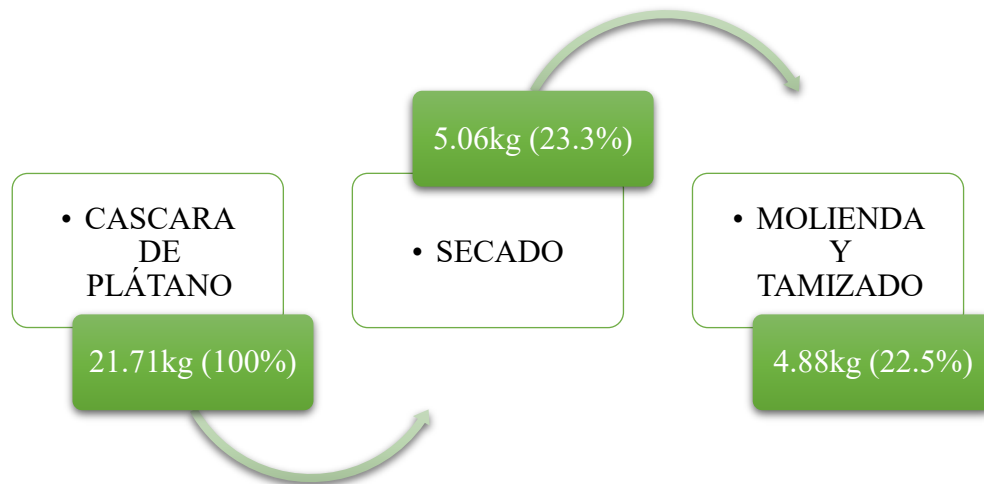 • CASCARA
DE
PLÁTANO
21.71kg (100%)
5.06kg (23.3%)
• SECADO
• MOLIENDA
Y
TAMIZADO
4.88kg (22.5%)